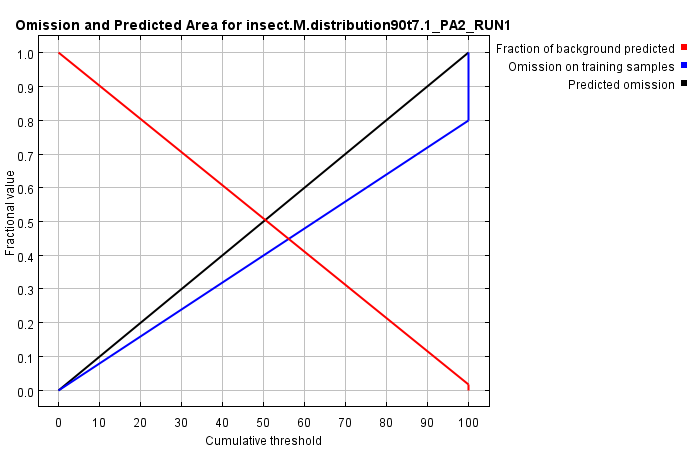 Omission and Predicted Area for insect.M.distribution90t7.1_PA2_RUN1
Fraction of background predicted
Omission on training samples
Predicted omission
Fractional value
1.0
0.9
0.8
0.7
0.6
0.5
0.4
0.3
0.2
0.1
0.0
0 10 20 30 40 50 60 70 80 90 100
Cumulative threshold